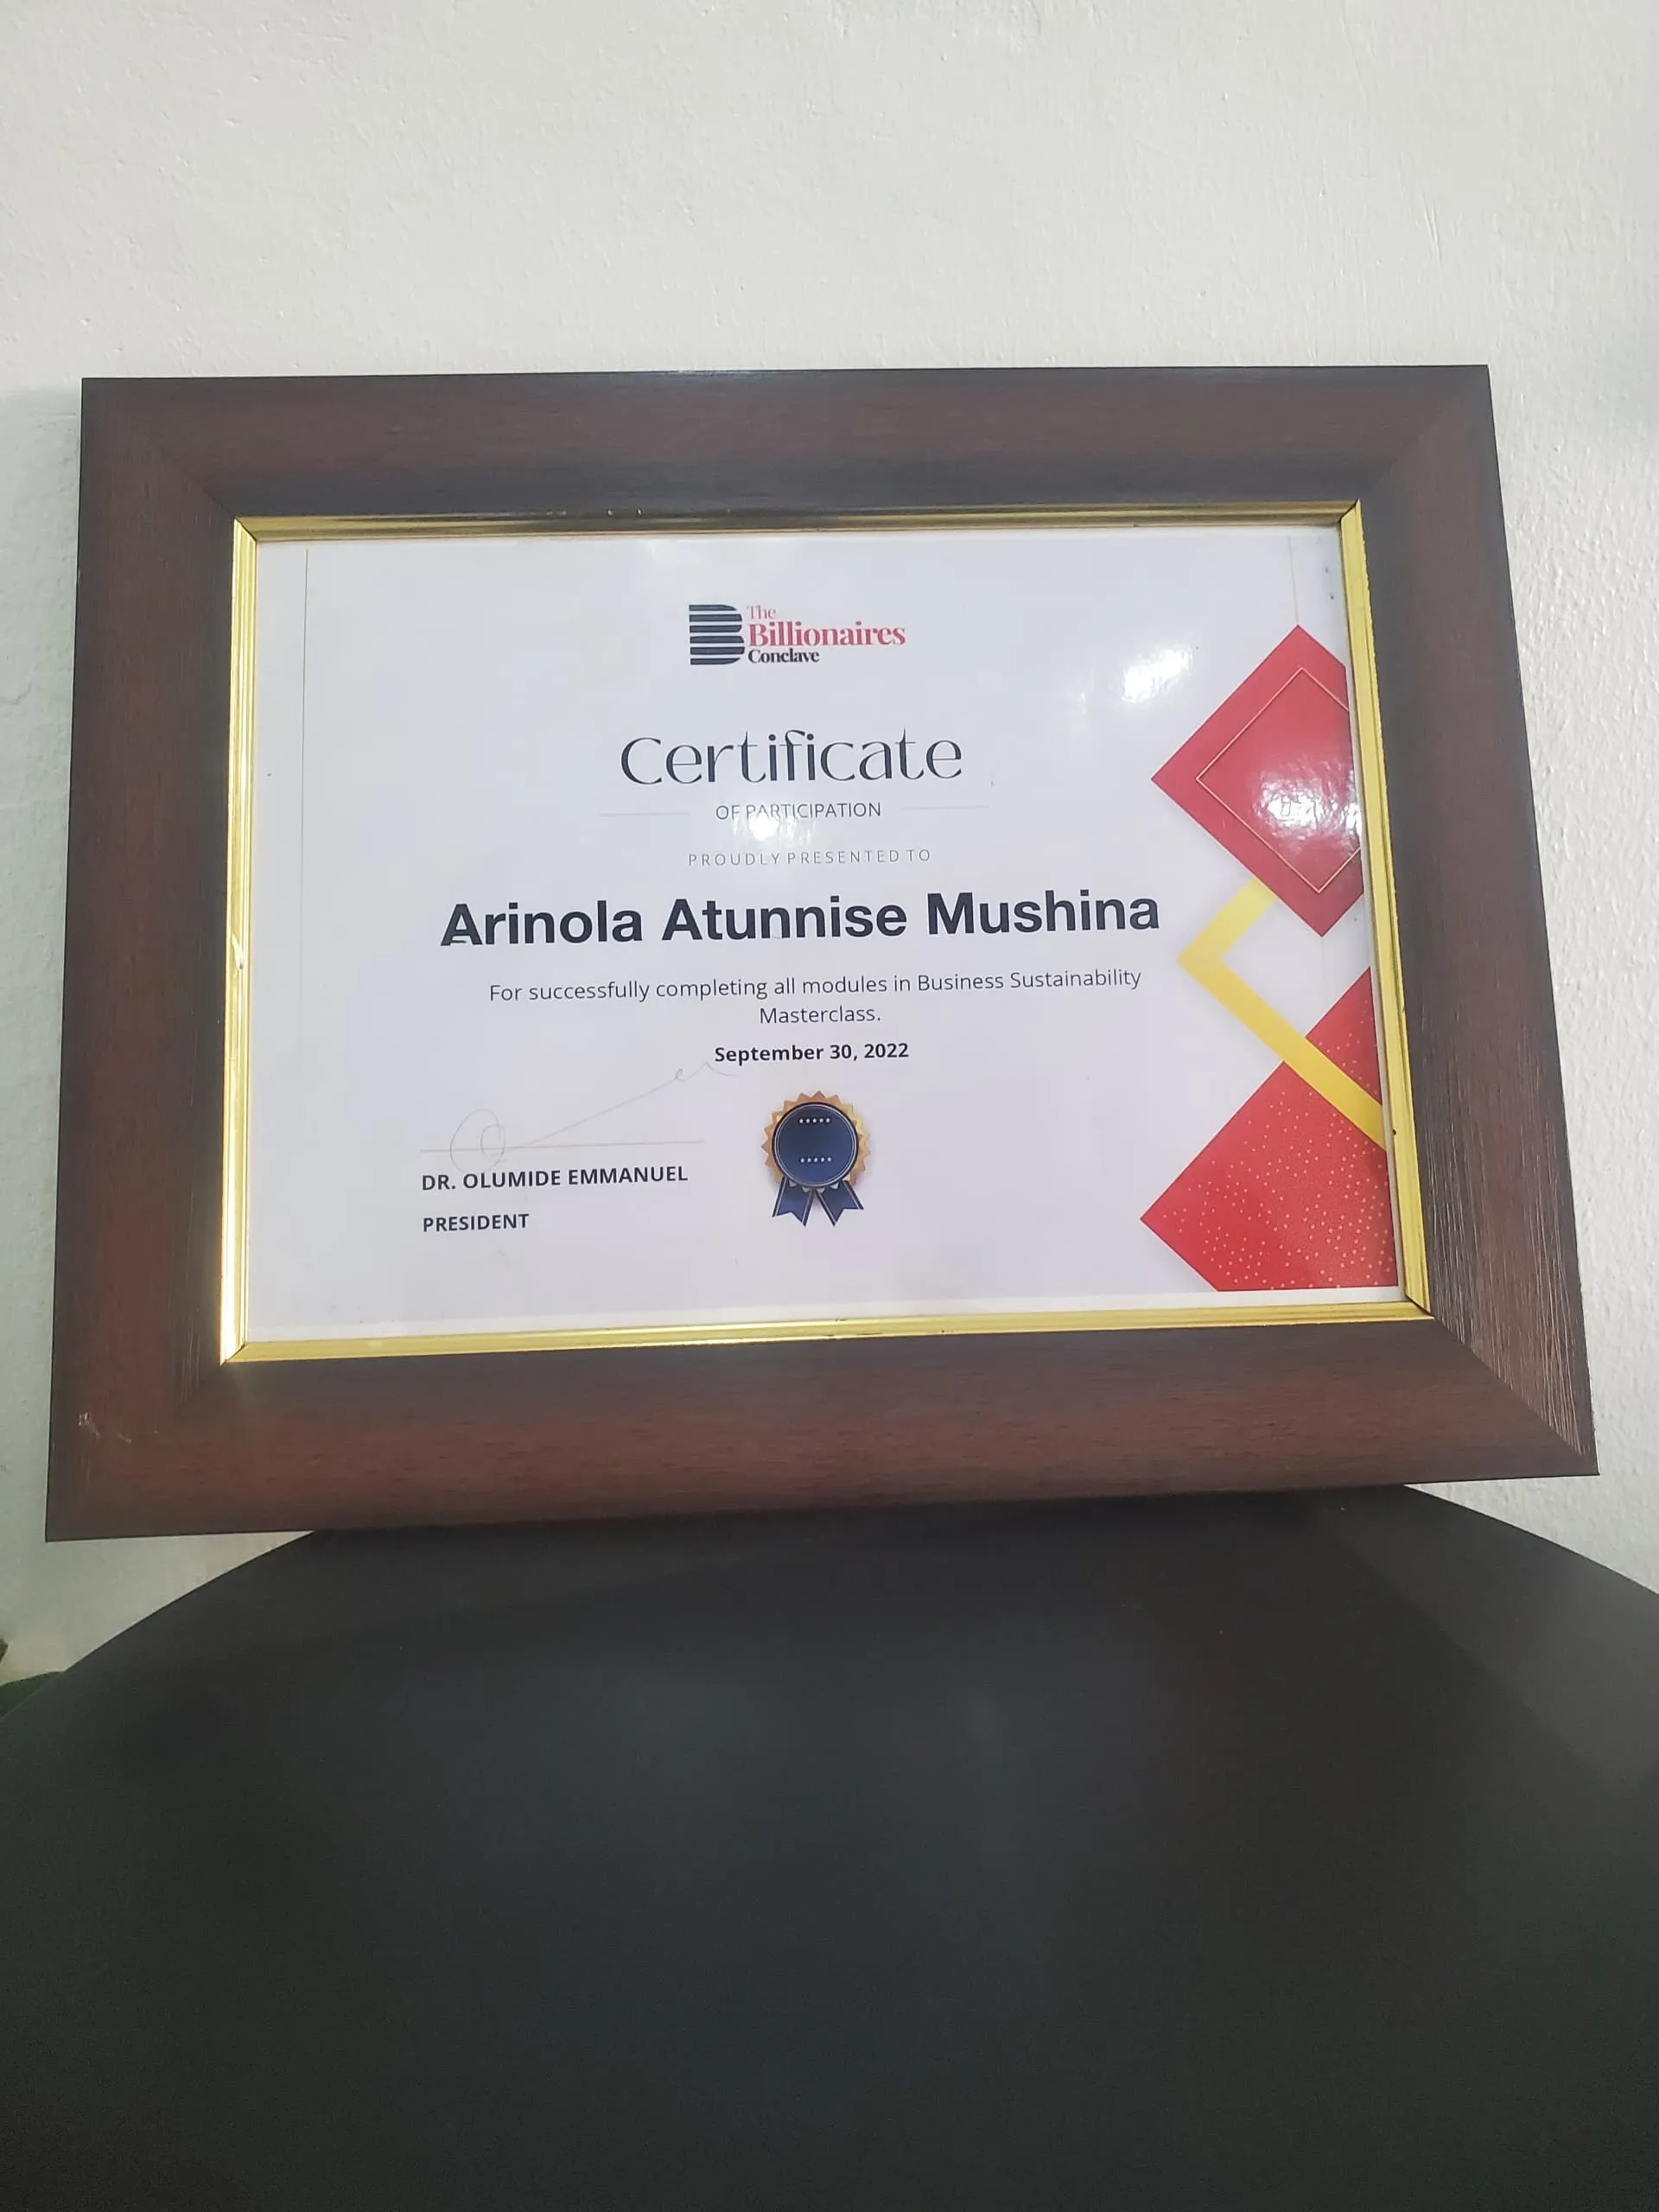 The
Billionaires
Conclave
Certificate
OF PARTICIPATION
PROUDLY PRESENTED TO
Arinola Atunnise Mushina
For successfully completing all modules in Business Sustainability
Masterclass.
September 30, 2022
DR. OLUMIDE EMMANUEL
PRESIDENT